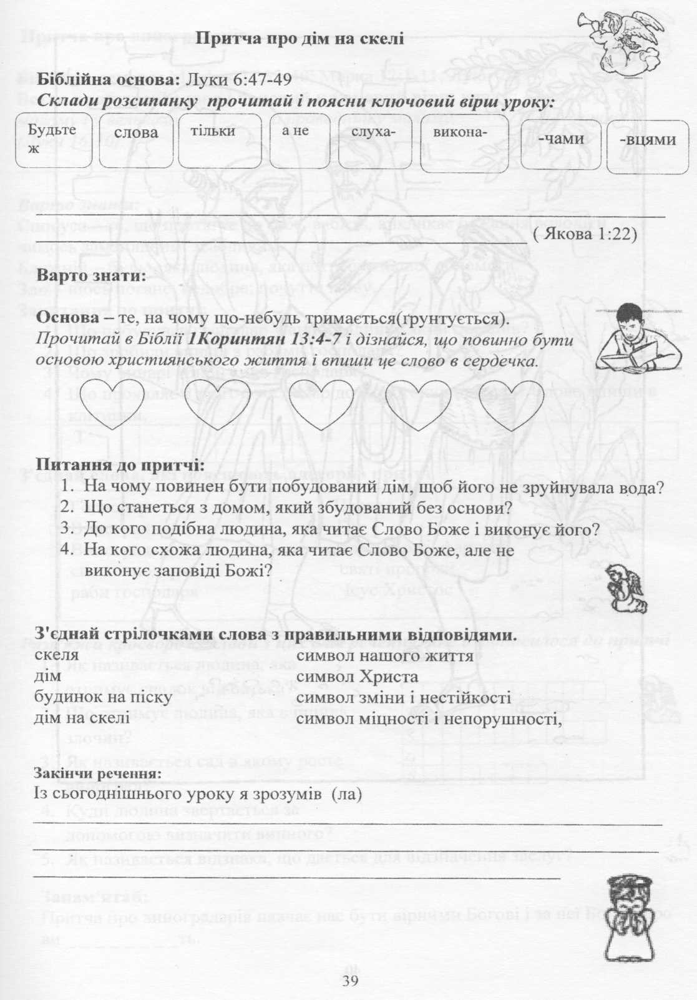 Притча про дім на скелі
Біблійна основа: Луки 6:47-49
Склади розсипанку прочитай і поясни ключовий вірш уроку:
Будьте ж
слова
тільки
а не
слуха-
викона-
-чами
-вцями
( Якова 1:22)
Варто знати:
Основа – те, на чому що-небудь тримається(ґрунтується).
Прочитай в Біблії 1Коринтян 13:4-7 і дізнайся, що повинно бути
основою християнського життя і впиши це слово в сердечка.
Питання до притчі:
1. На чому повинен бути побудований дім, щоб його не зруйнувала вода?
2. Що станеться з домом, який збудований без основи?
3. До кого подібна людина, яка читає Слово Боже і виконує його?
4. На кого схожа людина, яка читає Слово Боже, але не
виконує заповіді Божі?
З'єднай стрілочками слова з правильними відповідями.
скеля символ нашого життя
дім символ Христа
будинок на піску символ зміни і нестійкості
дім на скелі символ міцності і непорушності,
Закінчи речення:
Із сьогоднішнього уроку я зрозумів (ла)
39